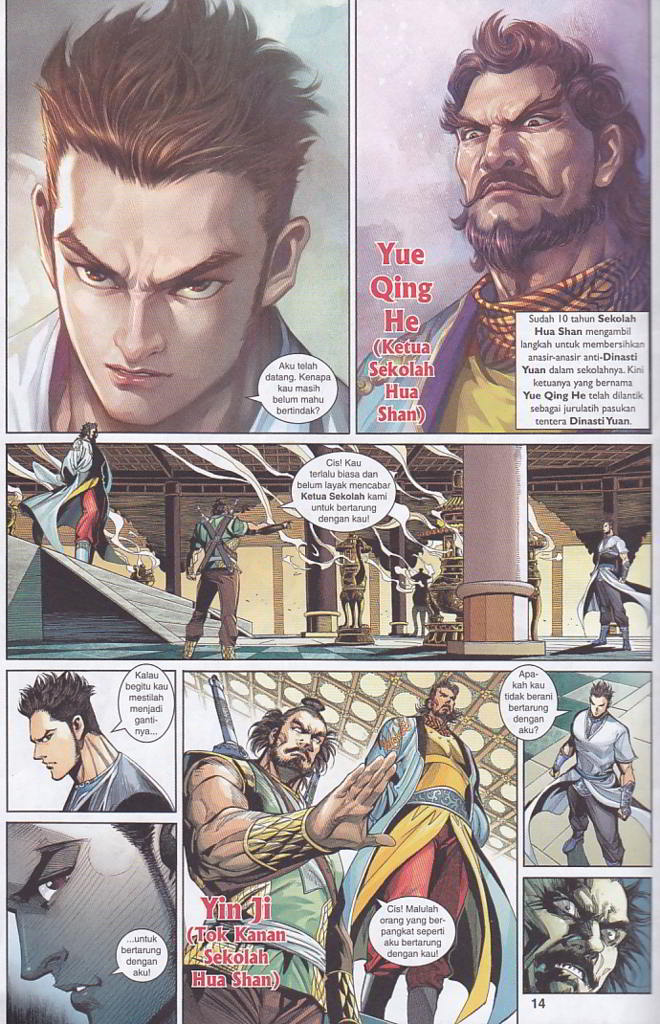 Aku telah
datang. Kenapa
kau masih
belum mahu
bertindak?
Yue
Qing
He
(Ketua
Sekolah
Hua
Shan)
Sudah 10 tahun Sekolah
Hua Shan mengambil
langkah untuk membersihkan
anasir-anasir anti-Dinasti
Yuan dalam sekolahnya. Kini
ketuanya yang bernama
Yue Qing He telah dilantik
sebagai jurulatih pasukan
tentera Dinasti Yuan.
Cis! Kau
terlalu biasa dan
belum layak mencabar
Ketua Sekolah kami
untuk bertarung
dengan kau!
Kalau
begitu kau
mestilah
menjadi
ganti-
nya...
...untuk
bertarung
dengan
aku!
Yin Ji
(Tok Kanan
Sekolah
Hua Shan)
Cis! Malulah
orang yang ber-
pangkat seperti
aku bertarung
dengan kau!
Apa-
kah kau
tidak berani
bertarung
dengan
aku?
14